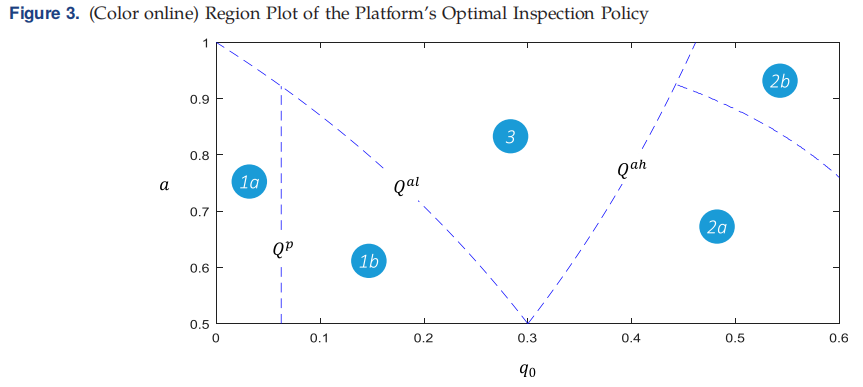 Figure 3. (Color online) Region Plot of the Platform's Optimal Inspection Policy
1
0.9
0.8
0.7
0.6
0.5
a
1a
Qᵖ
1b
Qᵃˡ
3
Qᵃʰ
2b
2a
0
0.1
0.2
0.3
0.4
0.5
0.6
q₀